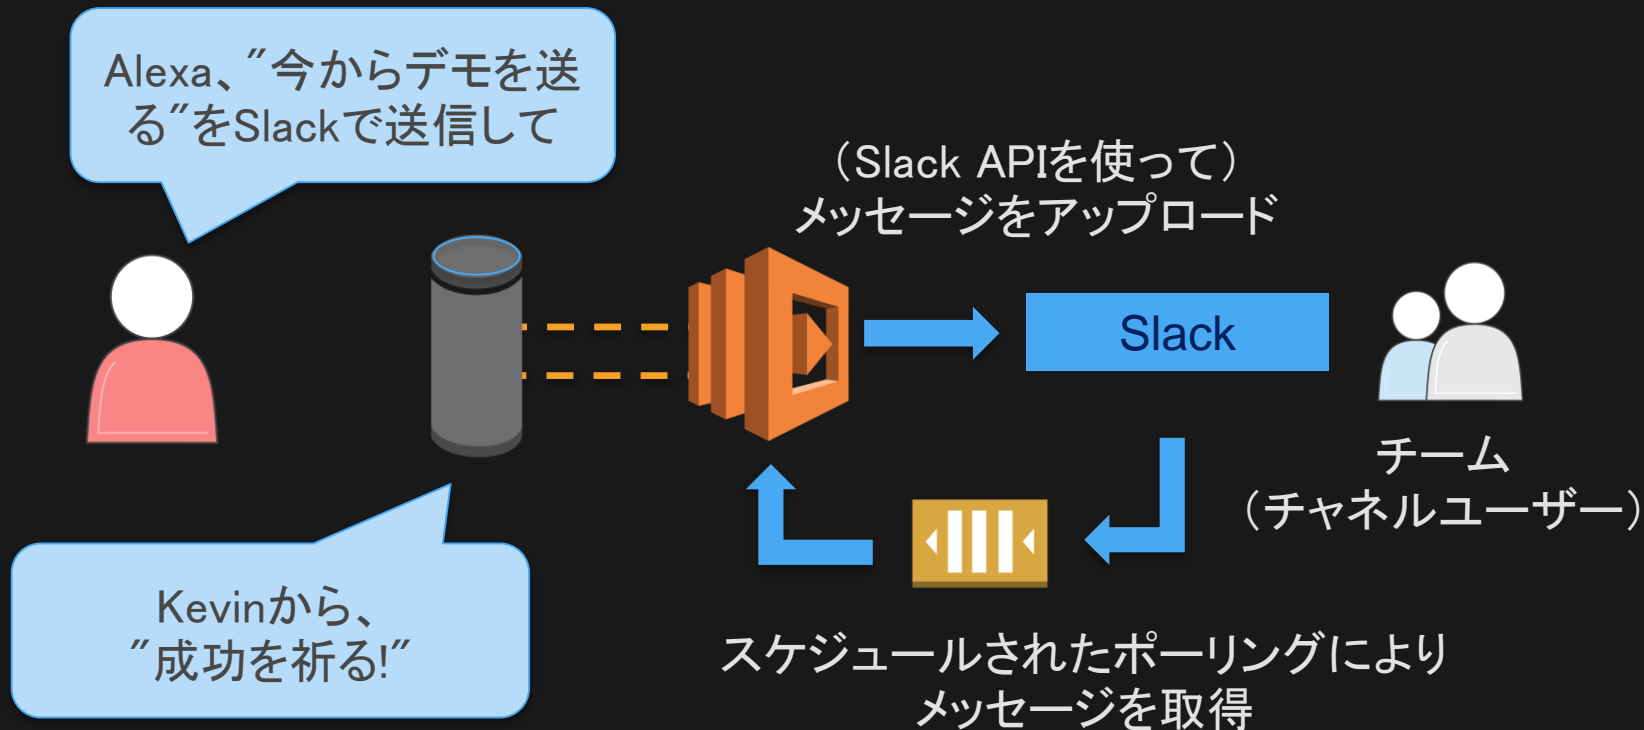 Alexa、"今からデモを送
る"をSlackで送信して
（Slack APIを使って）
メッセージをアップロード
Slack
チーム
（チャネルユーザー）
Kevinから、
"成功を祈る!"
スケジュールされたポーリングにより
メッセージを取得